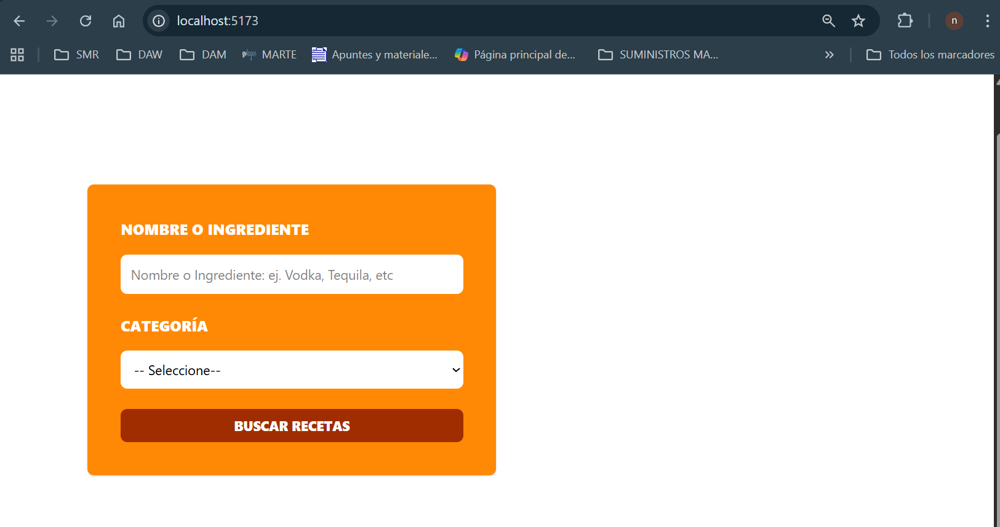 localhost:5173
n
SMR
DAW
DAM
MARTE
Apuntes y materiale...
Página principal de...
SUMINISTROS MA...
Todos los marcadores
NOMBRE O INGREDIENTE
Nombre o Ingrediente: ej. Vodka, Tequila, etc
CATEGORÍA
-- Seleccione--
BUSCAR RECETAS